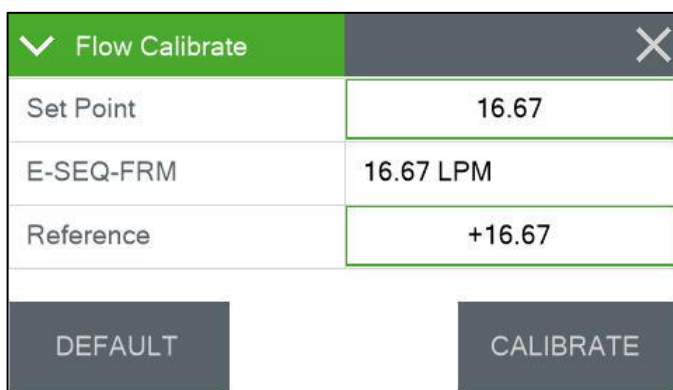 Flow Calibrate
Set Point 16.67
E-SEQ-FRM 16.67 LPM
Reference +16.67
DEFAULT CALIBRATE